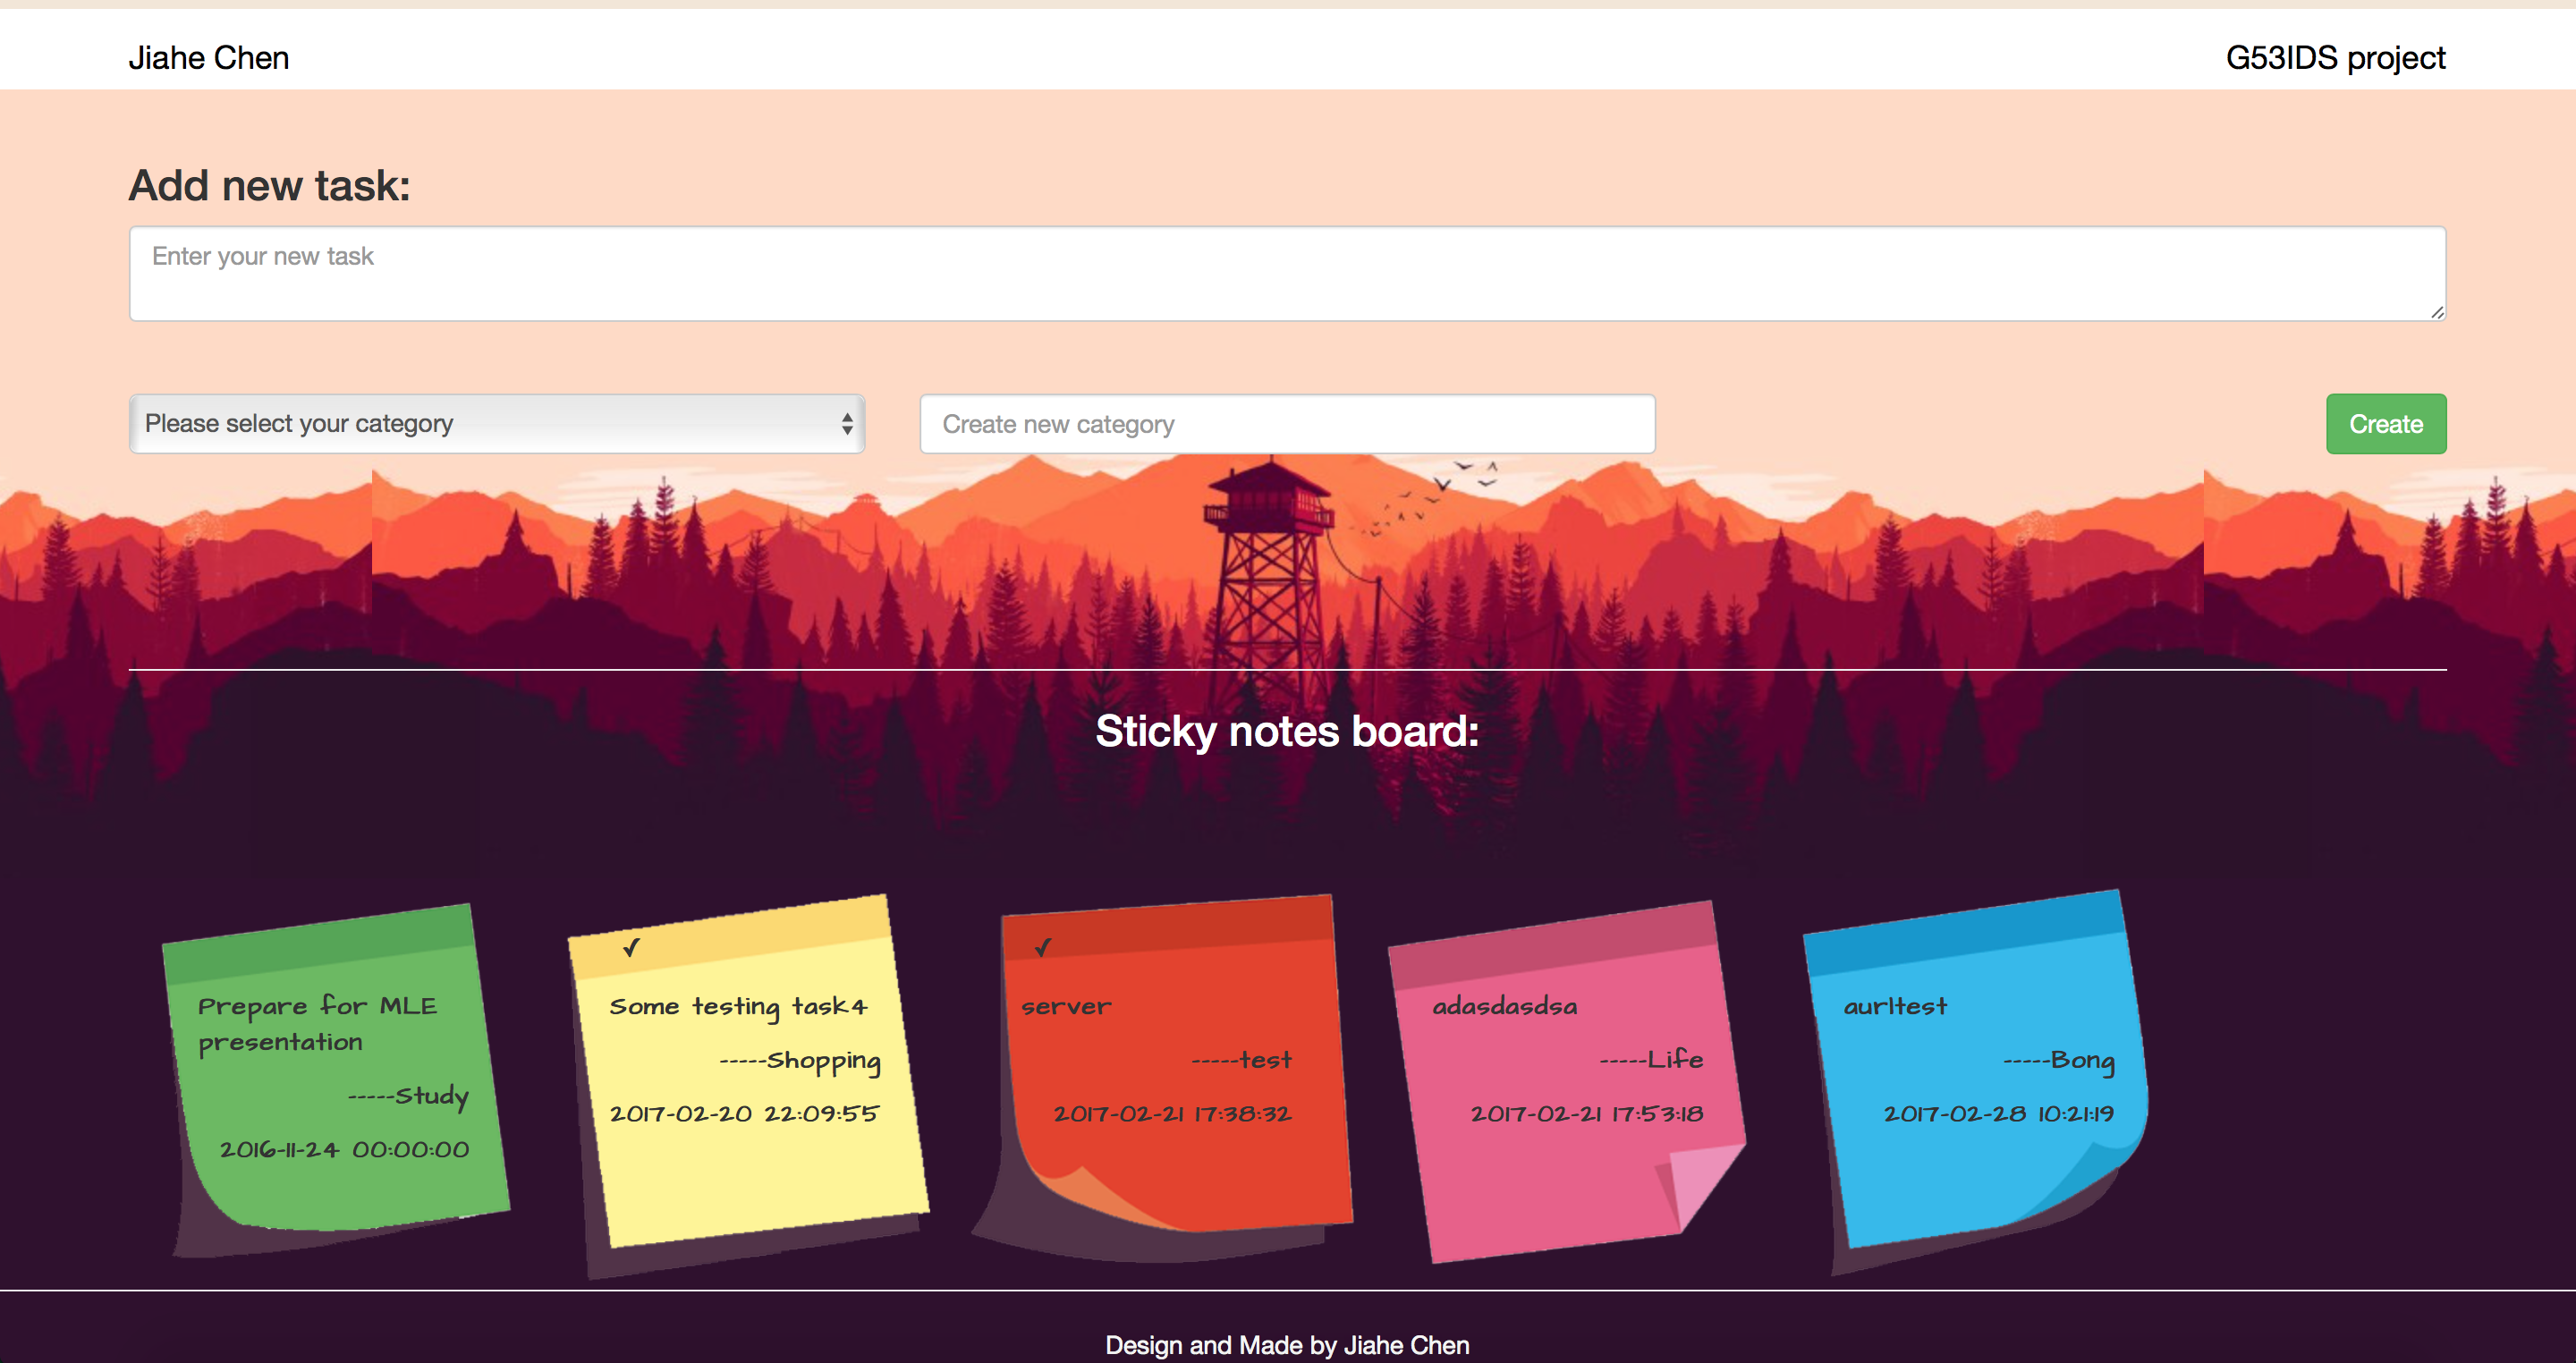 Jiahe Chen
G53IDS project
Add new task:
Enter your new task
Please select your category
Create new category
Create
Sticky notes board:
✓
✓
Prepare for MLE
presentation
-----Study
2016-11-24 00:00:00
Some testing task4
-----Shopping
2017-02-20 22:09:55
server
-----test
2017-02-21 17:38:32
adasdasdsa
-----Life
2017-02-21 17:53:18
aurltest
-----Bong
2017-02-28 10:21:19
Design and Made by Jiahe Chen